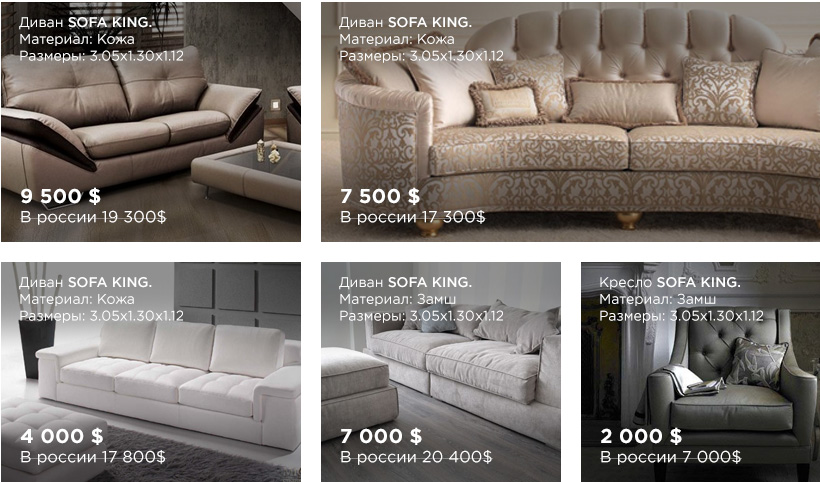 Диван SOFA KING.
Материал: Кожа
Размеры: 3.05x1.30x1.12
9 500 $
В россии 19 300$
Диван SOFA KING.
Материал: Кожа
Размеры: 3.05x1.30x1.12
7 500 $
В россии 17 300$
Диван SOFA KING.
Материал: Кожа
Размеры: 3.05x1.30x1.12
4 000 $
В россии 17 800$
Диван SOFA KING.
Материал: Замш
Размеры: 3.05x1.30x1.12
7 000 $
В россии 20 400$
Кресло SOFA KING.
Материал: Замш
Размеры: 3.05x1.30x1.12
2 000 $
В россии 7 000$